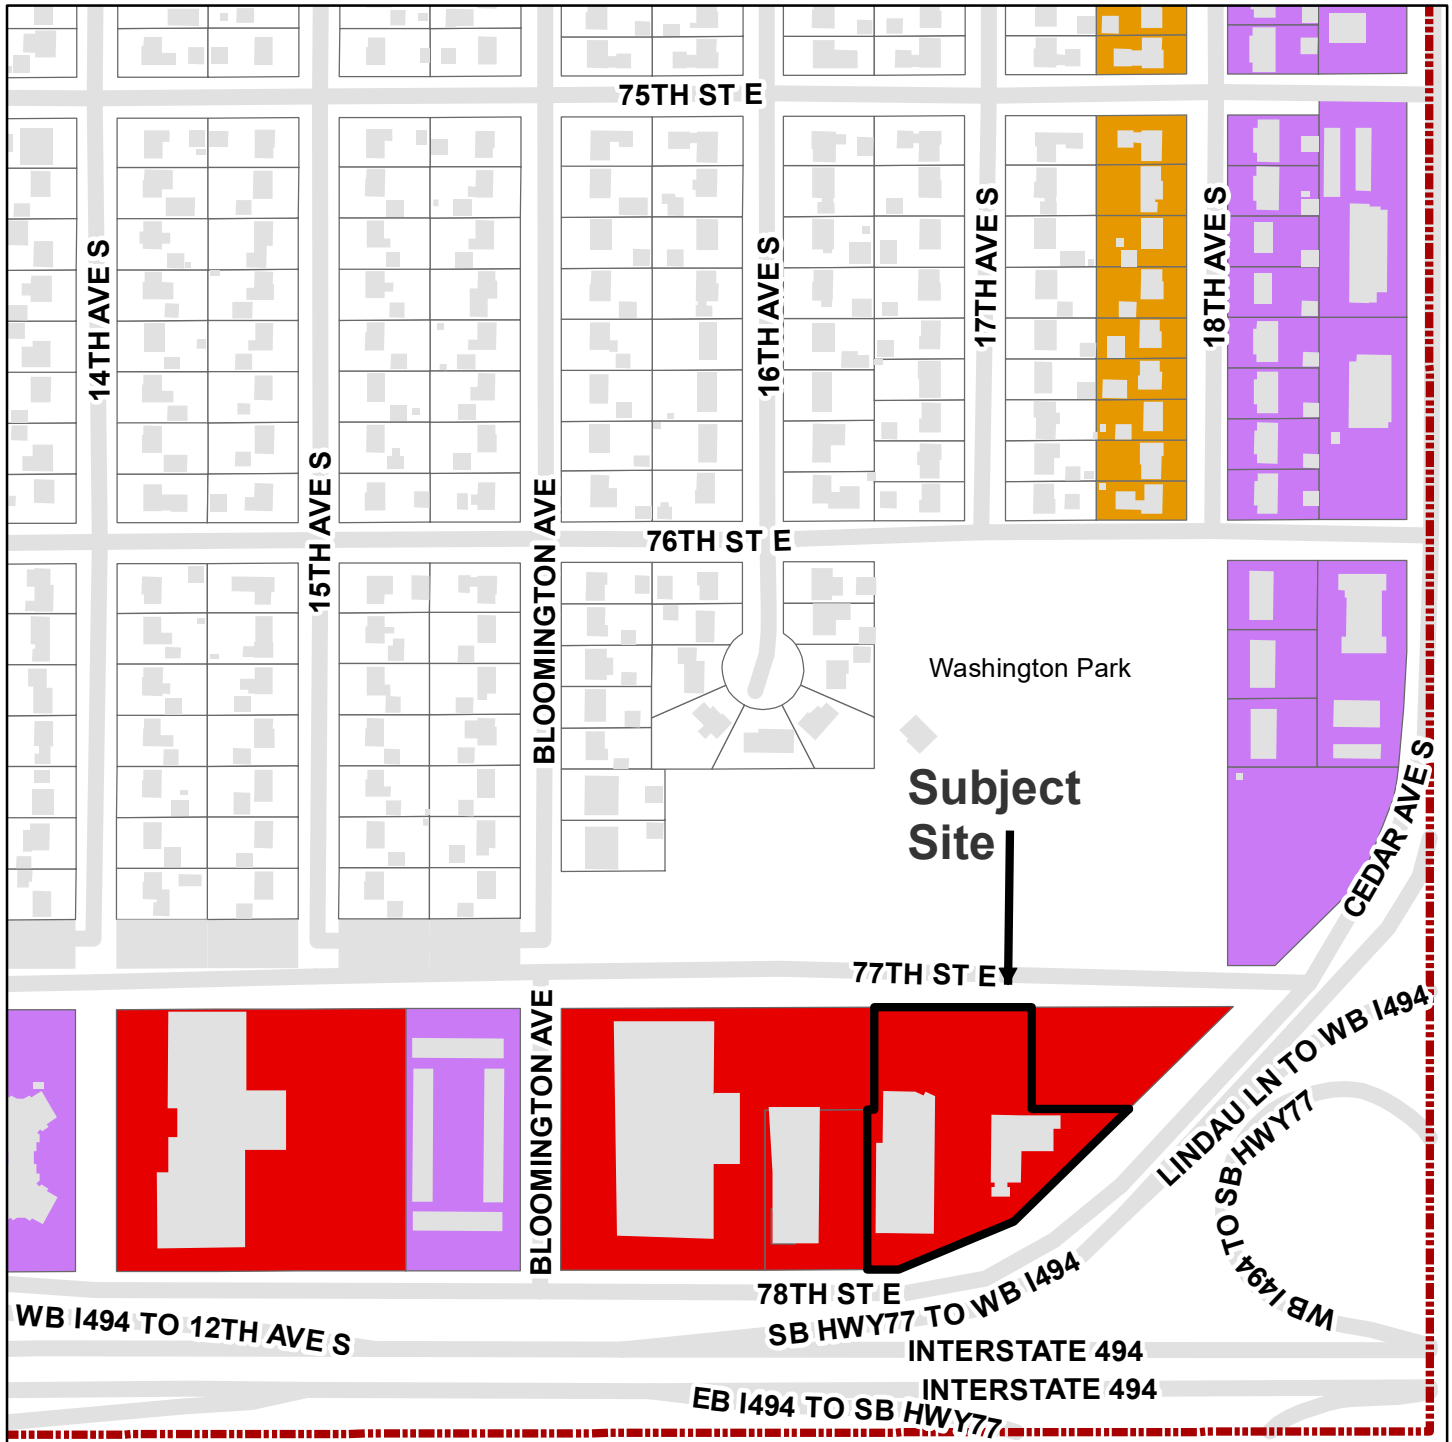 75TH ST E
14TH AVE S
15TH AVE S
BLOOMINGTON AVE
16TH AVE S
17TH AVE S
18TH AVE S
76TH ST E
Washington Park
Subject
Site
CEDAR AVE S
77TH ST E
BLOOMINGTON AVE
LINDAU LN TO WB I494
WB I494 TO SB HWY77
78TH ST E
SB HWY77 TO WB I494
WB I494 TO 12TH AVE S
INTERSTATE 494
INTERSTATE 494
EB I494 TO SB HWY77